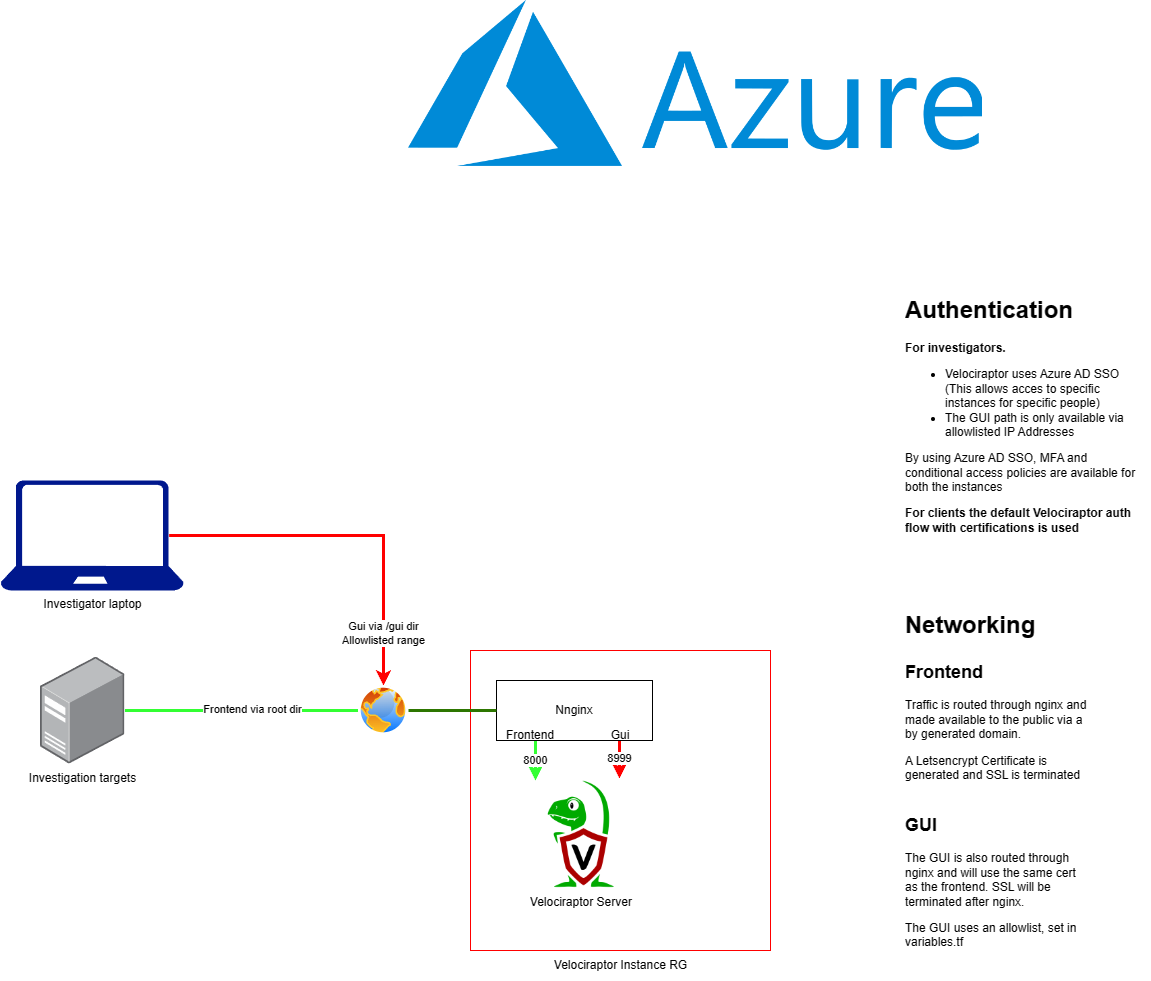 Azure
Authentication
For investigators.
• Velociraptor uses Azure AD SSO
(This allows acces to specific
instances for specific people)
• The GUI path is only available via
allowlisted IP Addresses
By using Azure AD SSO, MFA and
conditional access policies are available for
both the instances
For clients the default Velociraptor auth
flow with certifications is used
Investigator laptop
Gui via /gui dir
Allowlisted range
Frontend via root dir
Investigation targets
Nnginx
Frontend
Gui
8000
8999
V
Velociraptor Server
Velociraptor Instance RG
Networking
Frontend
Traffic is routed through nginx and
made available to the public via a
by generated domain.
A Letsencrypt Certificate is
generated and SSL is terminated
GUI
The GUI is also routed through
nginx and will use the same cert
as the frontend. SSL will be
terminated after nginx.
The GUI uses an allowlist, set in
variables.tf